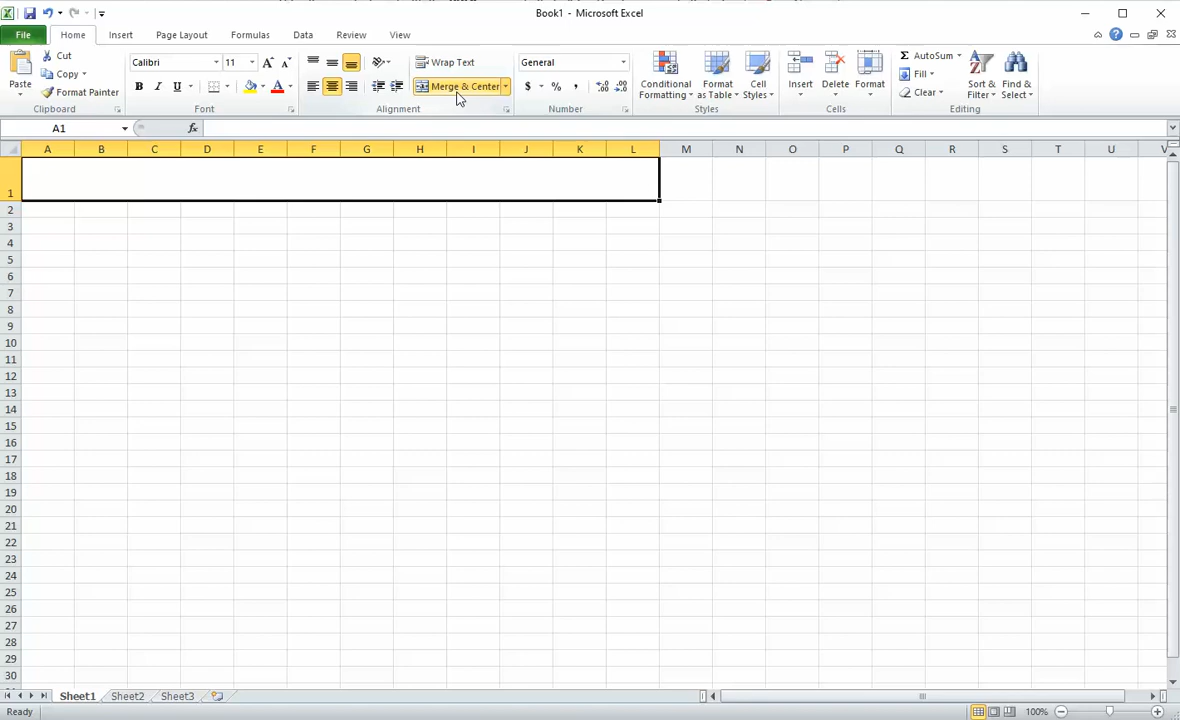 Book1 - Microsoft Excel
File Home Insert Page Layout Formulas Data Review View
Paste
Cut
Copy
Format Painter
Clipboard
Calibri 11
B I U A
Font
Wrap Text
Merge & Center
Alignment
General
$ % ,
Number
Conditional Formatting
Format as Table
Cell Styles
Styles
Insert Delete Format
Cells
AutoSum
Fill
Clear
Sort & Filter
Find & Select
Editing
A1 fx
A B C D E F G H I J K L M N O P Q R S T U V
1
2
3
4
5
6
7
8
9
10
11
12
13
14
15
16
17
18
19
20
21
22
23
24
25
26
27
28
29
30
Sheet1 Sheet2 Sheet3
Ready 100%